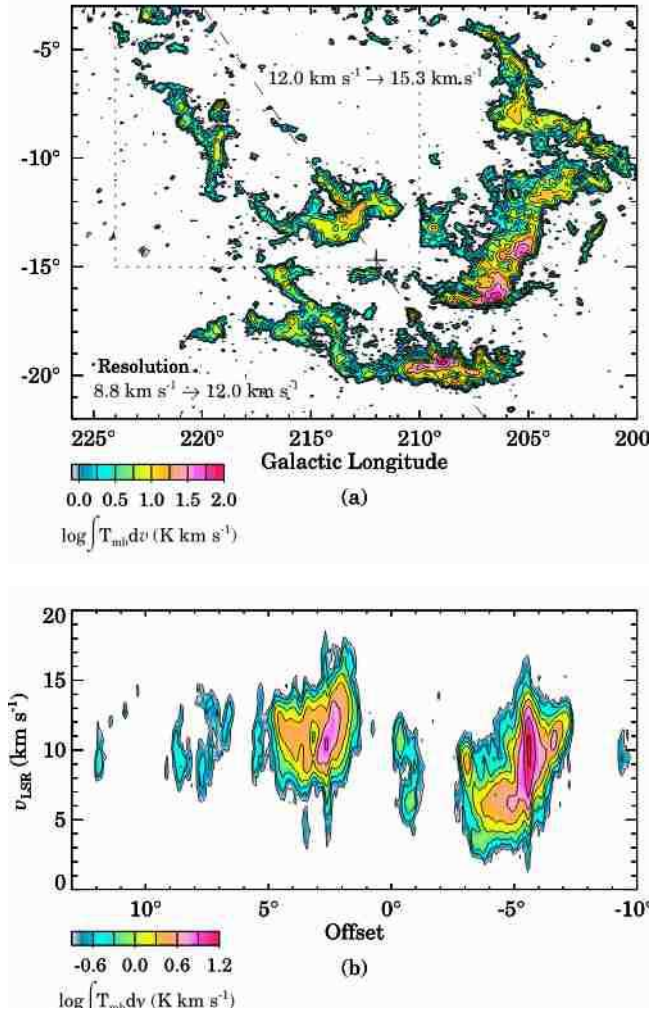 -5°
12.0 km s⁻¹ → 15.3 km s⁻¹
-10°
-15°
-20°
Resolution
8.8 km s⁻¹ → 12.0 km s⁻¹
225° 220° 215° 210° 205° 200
Galactic Longitude
0.0 0.5 1.0 1.5 2.0
(a)
log∫T_mb dv (K km s⁻¹)
20
15
10
5
0
v_LSR (km s⁻¹)
10° 5° 0° -5° -10°
Offset
-0.6 0.0 0.6 1.2
(b)
log∫T_mb dv (K km s⁻¹)